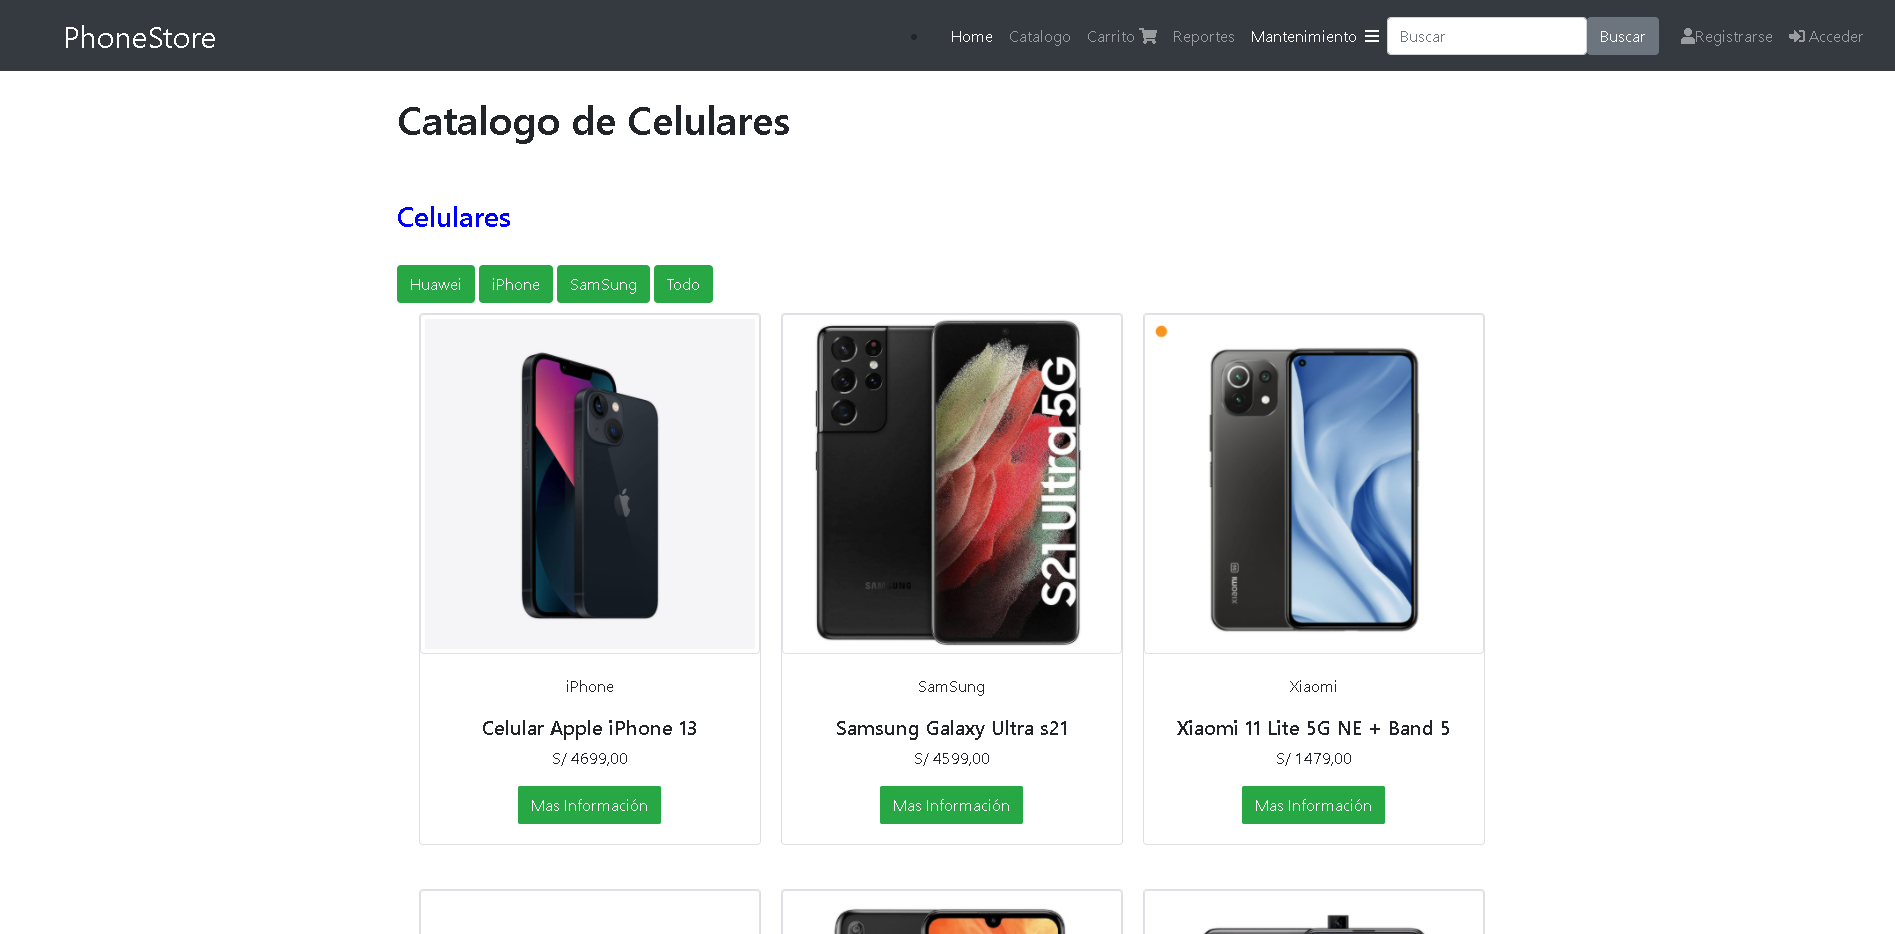 PhoneStore
Home Catalogo Carrito Reportes Mantenimiento Buscar Buscar Registrarse Acceder
Catalogo de Celulares
Celulares
Huawei iPhone SamSung Todo
S21 Ultra 5G
SAMSUNG
xiaomi
iPhone
Celular Apple iPhone 13
S/ 4699,00
Mas Información
SamSung
Samsung Galaxy Ultra s21
S/ 4599,00
Mas Información
Xiaomi
Xiaomi 11 Lite 5G NE + Band 5
S/ 1479,00
Mas Información